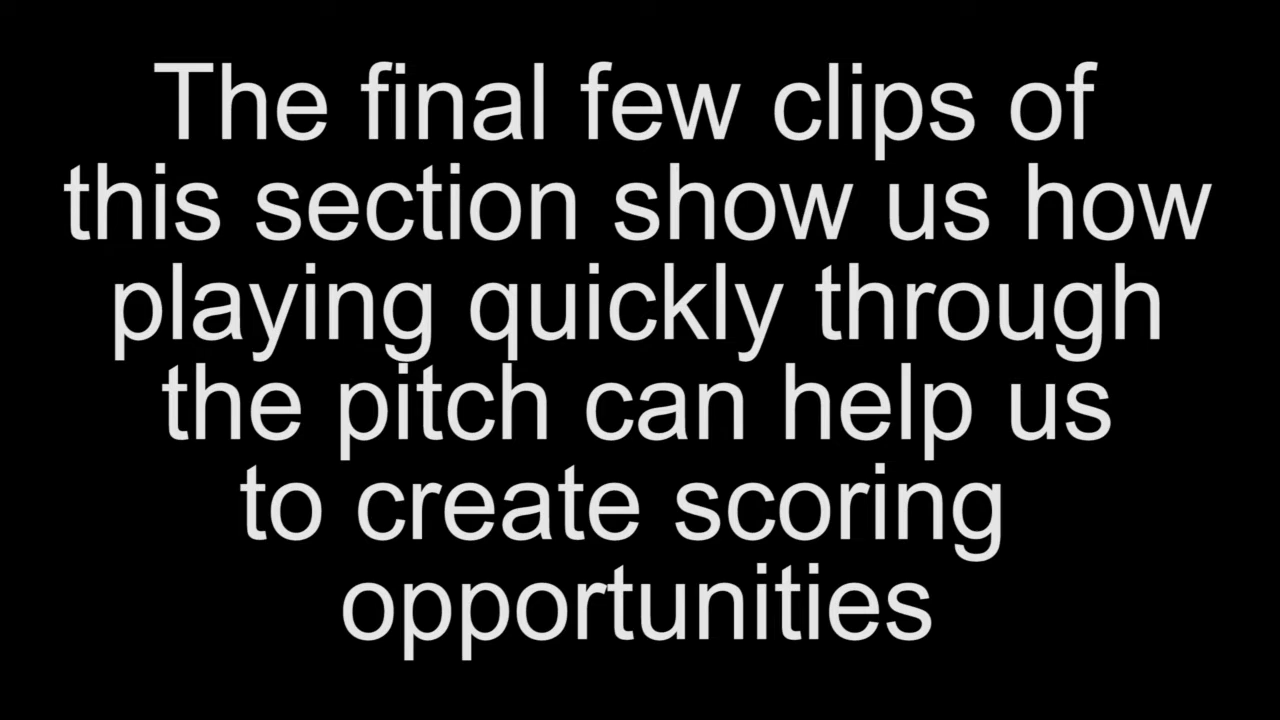 The final few clips of
this section show us how
playing quickly through
the pitch can help us
to create scoring
opportunities